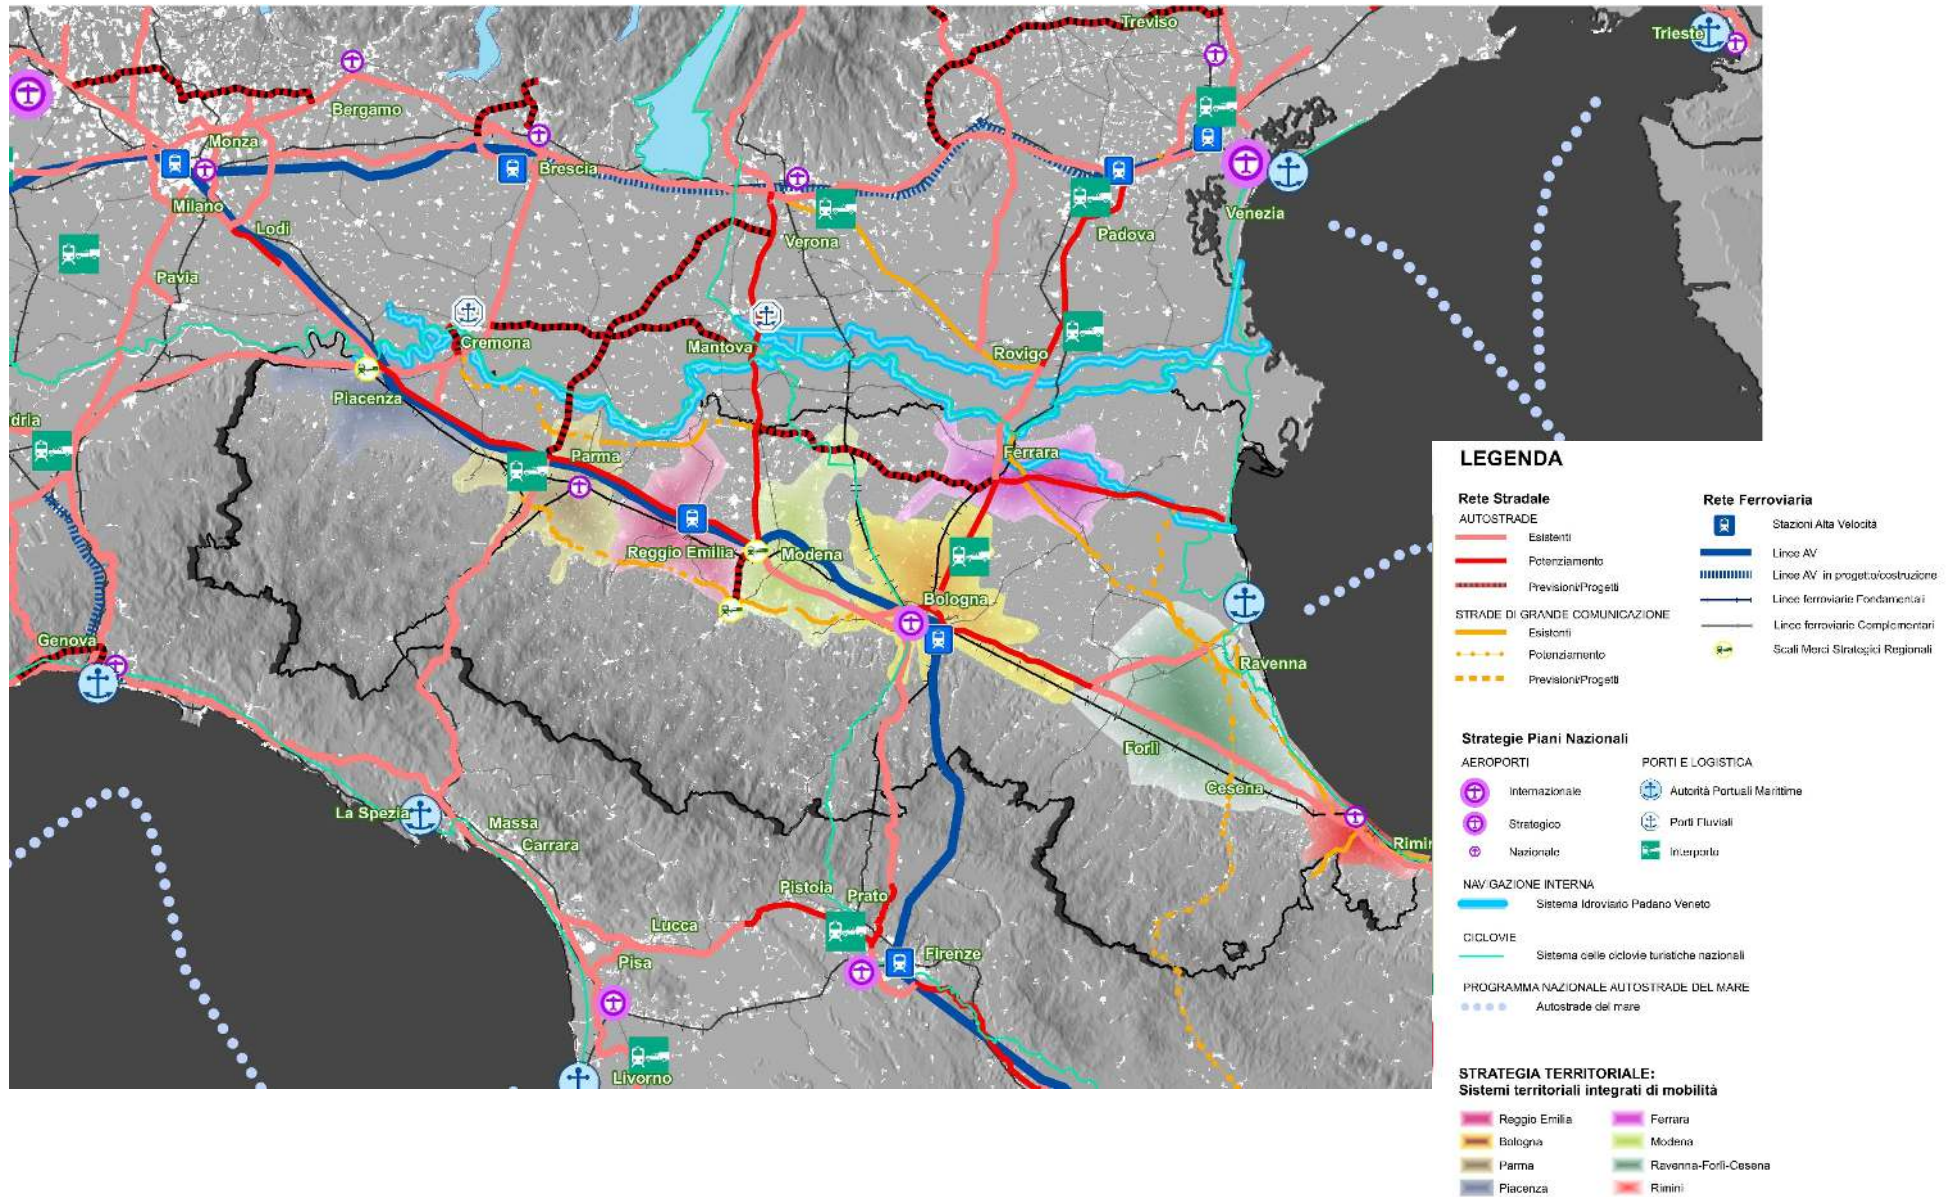 Treviso
Trieste
Bergamo
Monza
Brescia
Milano
Venezia
Lodi
Verona
Padova
Pavia
Cremona
Mantova
Rovigo
Piacenza
dria
Parma
Ferrara
Reggio Emilia
Modena
Bologna
Genova
Ravenna
Forlì
Cesena
La Spezia
Massa
Carrara
Rimin
Pistoia
Prato
Lucca
Firenze
Pisa
Livorno
LEGENDA
Rete Stradale
AUTOSTRADE
Esistenti
Potenziamento
Previsioni/Progetti
STRADE DI GRANDE COMUNICAZIONE
Esistenti
Potenziamento
Previsioni/Progetti
Rete Ferroviaria
Stazioni Alta Velocità
Linee AV
Linee AV in progetto/costruzione
Linee ferroviarie Fondamentali
Linee ferroviarie Complementari
Scali Merci Strategici Regionali
Strategie Piani Nazionali
AEROPORTI
Internazionale
Strategico
Nazionale
PORTI E LOGISTICA
Autorità Portuali Marittime
Porti Fluviali
Interporto
NAVIGAZIONE INTERNA
Sistema Idroviario Padano Veneto
CICLOVIE
Sistema delle ciclovie turistiche nazionali
PROGRAMMA NAZIONALE AUTOSTRADE DEL MARE
Autostrade del mare
STRATEGIA TERRITORIALE:
Sistemi territoriali integrati di mobilità
Reggio Emilia
Bologna
Parma
Piacenza
Ferrara
Modena
Ravenna-Forlì-Cesena
Rimini